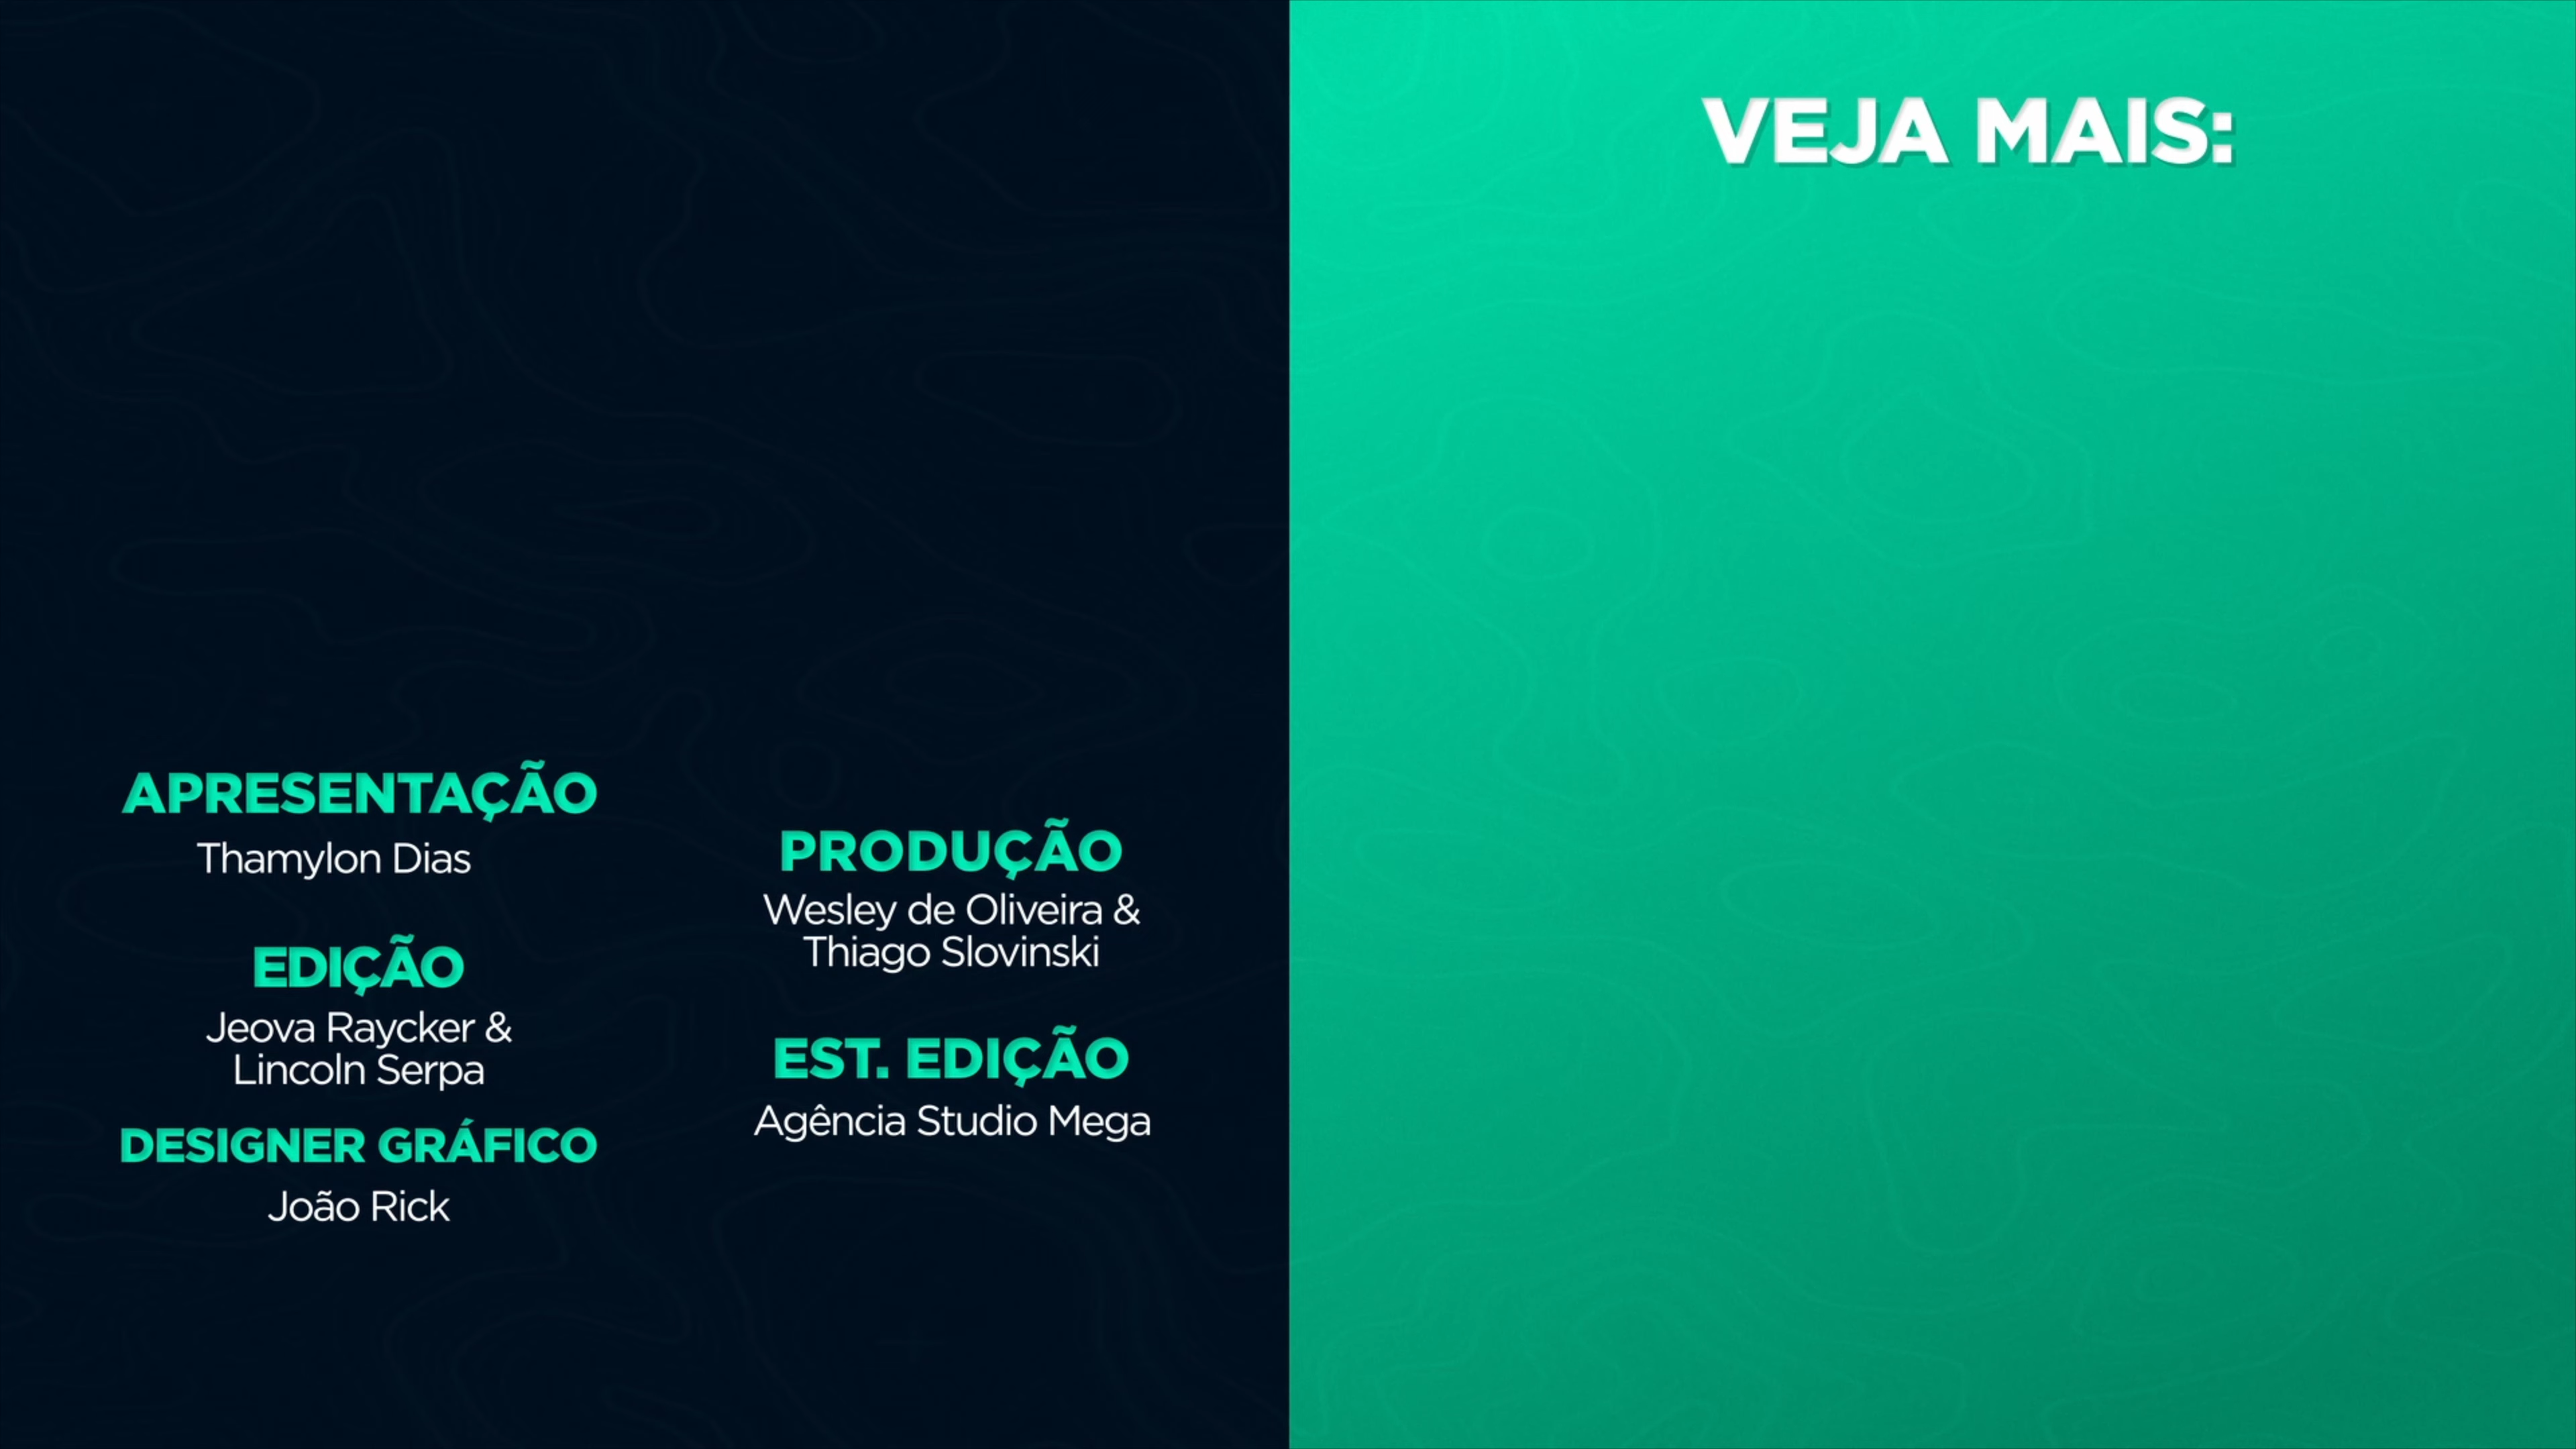 APRESENTAÇÃO
Thamylon Dias
EDIÇÃO
Jeova Raycker &
Lincoln Serpa
DESIGNER GRÁFICO
João Rick
PRODUÇÃO
Wesley de Oliveira &
Thiago Slovinski
EST. EDIÇÃO
Agência Studio Mega
VEJA MAIS: